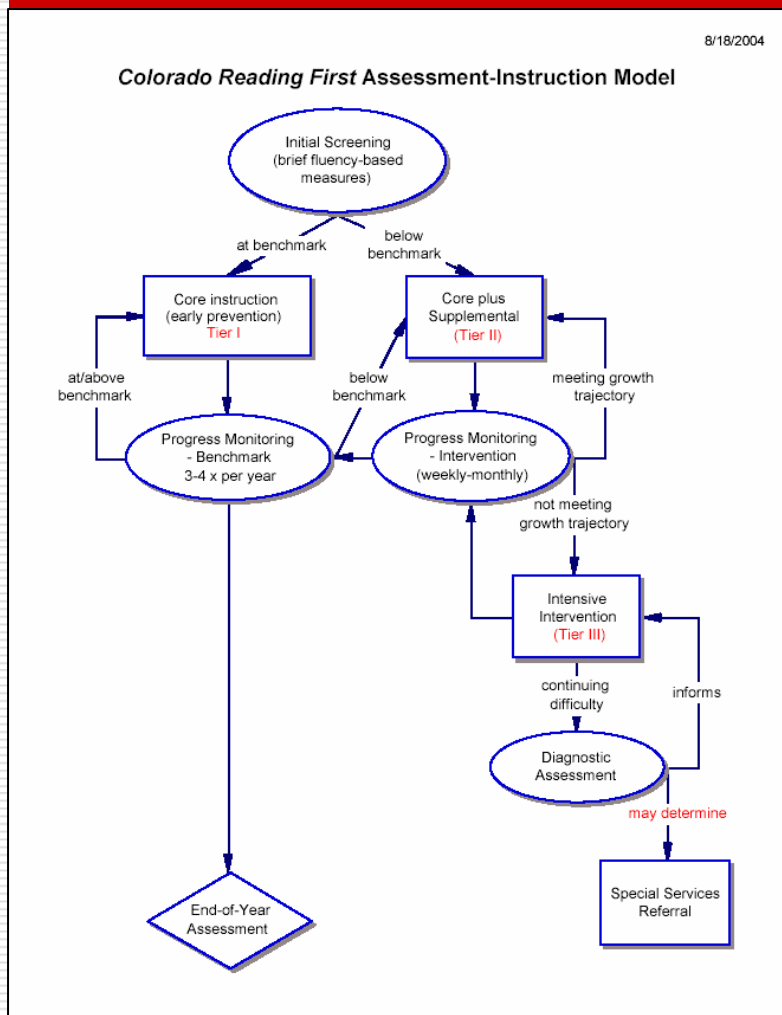 8/18/2004
Colorado Reading First Assessment-Instruction Model
Initial Screening
(brief fluency-based
measures)
at benchmark
below
benchmark
Core instruction
(early prevention)
Tier I
Core plus
Supplemental
(Tier II)
at/above
benchmark
below
benchmark
meeting growth
trajectory
Progress Monitoring
- Benchmark
3-4 x per year
Progress Monitoring
- Intervention
(weekly-monthly)
not meeting
growth trajectory
Intensive
Intervention
(Tier III)
continuing
difficulty
informs
Diagnostic
Assessment
may determine
End-of-Year
Assessment
Special Services
Referral